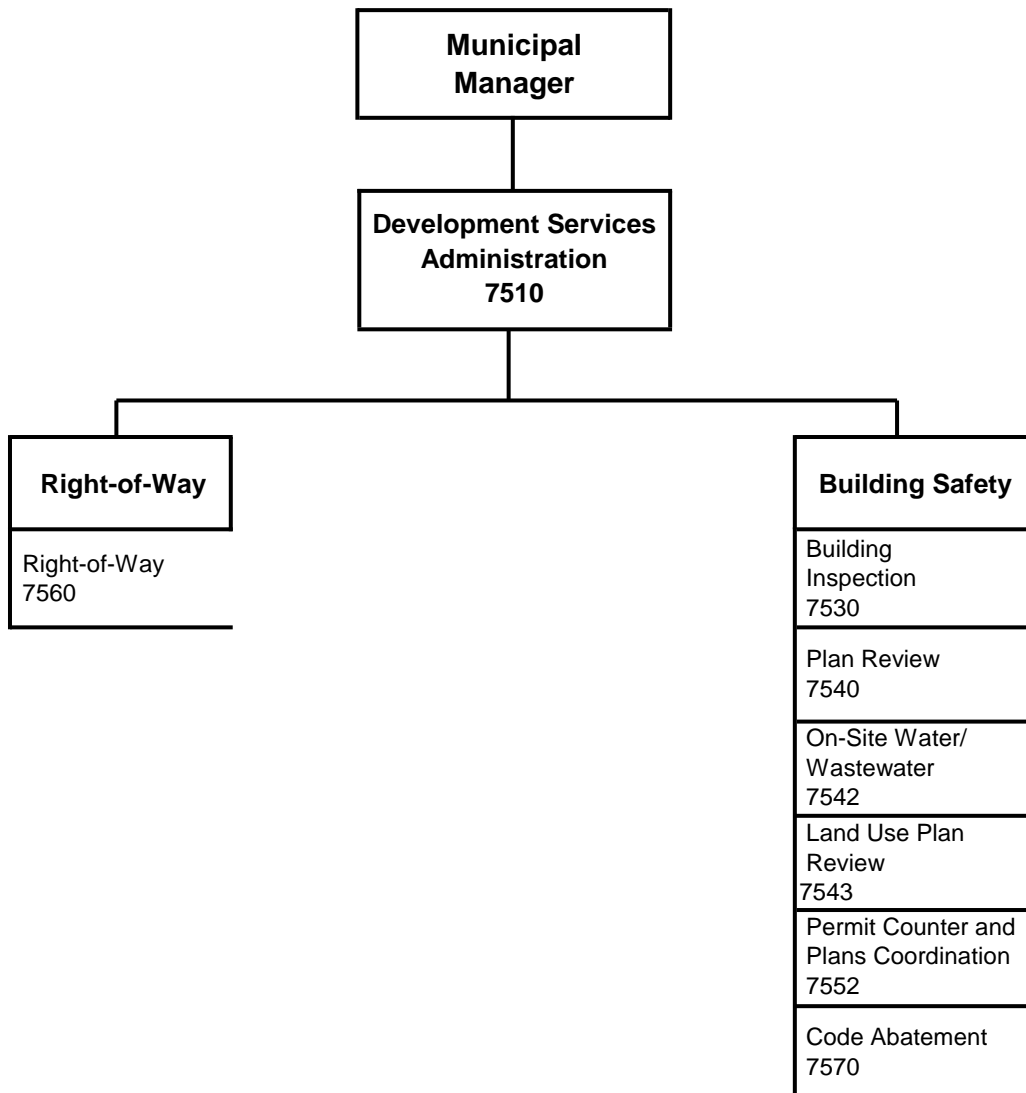 Municipal
Manager
Development Services
Administration
7510
Right-of-Way
Right-of-Way
7560
Building Safety
Building
Inspection
7530
Plan Review
7540
On-Site Water/
Wastewater
7542
Land Use Plan
Review
7543
Permit Counter and
Plans Coordination
7552
Code Abatement
7570